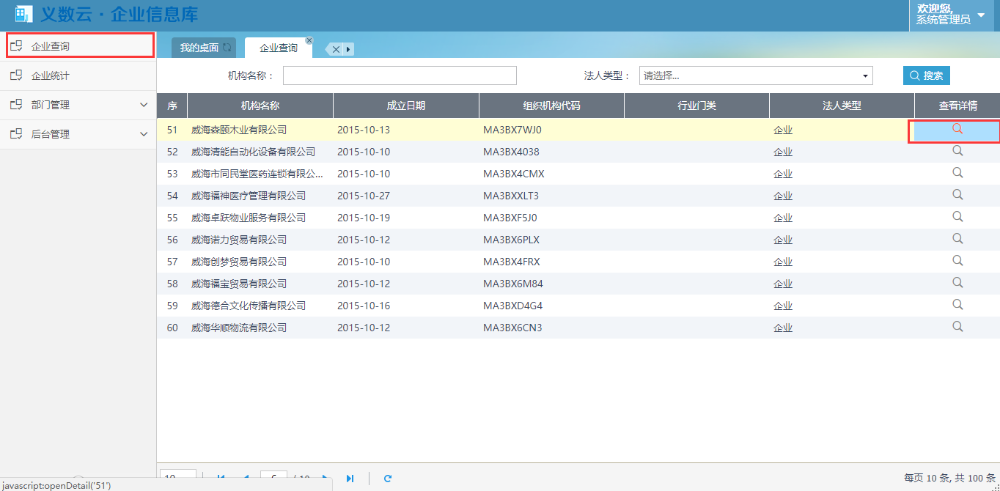 义数云 · 企业信息库
欢迎您,
系统管理员
企业查询
企业统计
部门管理
后台管理
我的桌面
企业查询
机构名称：
法人类型：
请选择...
搜索
序 机构名称 成立日期 组织机构代码 行业门类 法人类型 查看详情
51 威海森颐木业有限公司 2015-10-13 MA3BX7WJ0 企业
52 威海清能自动化设备有限公司 2015-10-10 MA3BX4038 企业
53 威海市同民堂医药连锁有限公... 2015-10-10 MA3BX4CMX 企业
54 威海福神医疗管理有限公司 2015-10-27 MA3BXXLT3 企业
55 威海卓跃物业服务有限公司 2015-10-19 MA3BXF5J0 企业
56 威海诺力贸易有限公司 2015-10-12 MA3BX6PLX 企业
57 威海创梦贸易有限公司 2015-10-10 MA3BX4FRX 企业
58 威海福宝贸易有限公司 2015-10-12 MA3BX6M84 企业
59 威海德合文化传播有限公司 2015-10-16 MA3BXD4G4 企业
60 威海华顺物流有限公司 2015-10-12 MA3BX6CN3 企业
10 6 / 10
每页 10 条, 共 100 条
javascript:openDetail('51')